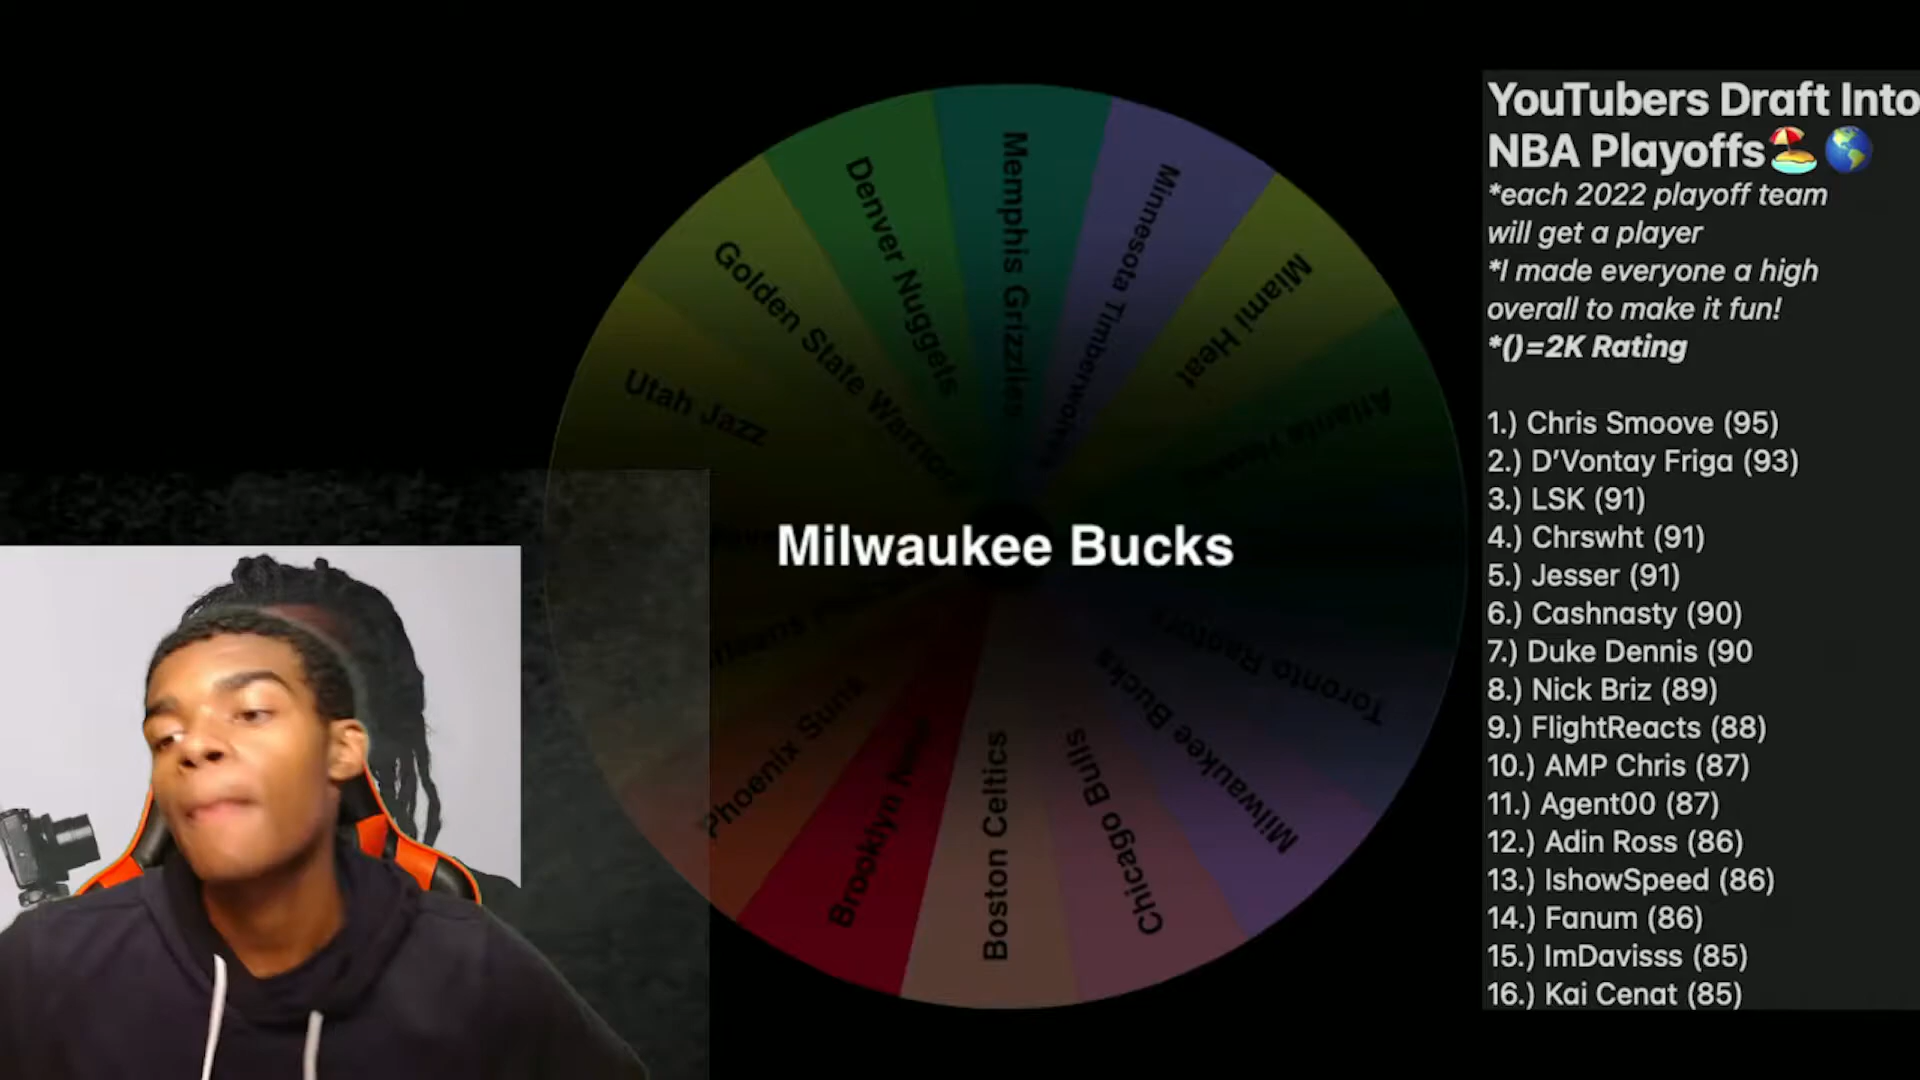 Memphis Grizzlies
Minnesota Timberwolves
Denver Nuggets
Miami Heat
Golden State Warriors
Utah Jazz
Atlanta
Milwaukee Bucks
Toronto Raptors
Milwaukee Bucks
Phoenix Suns
Brooklyn Nets
Boston Celtics
Chicago Bulls
YouTubers Draft Into
NBA Playoffs🏖️🌎
*each 2022 playoff team
will get a player
*I made everyone a high
overall to make it fun!
*()=2K Rating
1.) Chris Smoove (95)
2.) D’Vontay Friga (93)
3.) LSK (91)
4.) Chrswht (91)
5.) Jesser (91)
6.) Cashnasty (90)
7.) Duke Dennis (90
8.) Nick Briz (89)
9.) FlightReacts (88)
10.) AMP Chris (87)
11.) Agent00 (87)
12.) Adin Ross (86)
13.) IshowSpeed (86)
14.) Fanum (86)
15.) ImDavisss (85)
16.) Kai Cenat (85)